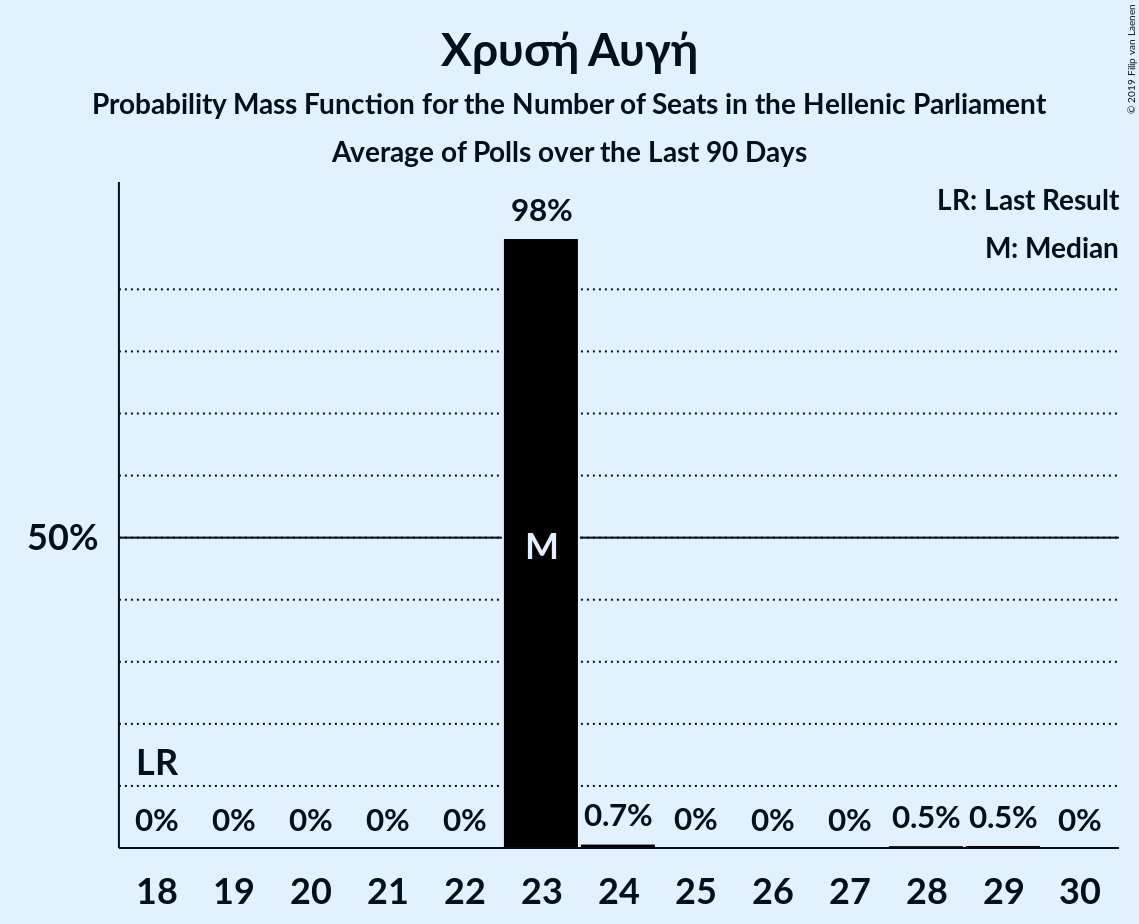 Χρυσή Αυγή
Probability Mass Function for the Number of Seats in the Hellenic Parliament
Average of Polls over the Last 90 Days
© 2019 Filip van Laenen
LR: Last Result
M: Median
98%
50%
M
LR
0% 0% 0% 0% 0% 0.7% 0% 0% 0% 0.5% 0.5% 0%
18 19 20 21 22 23 24 25 26 27 28 29 30